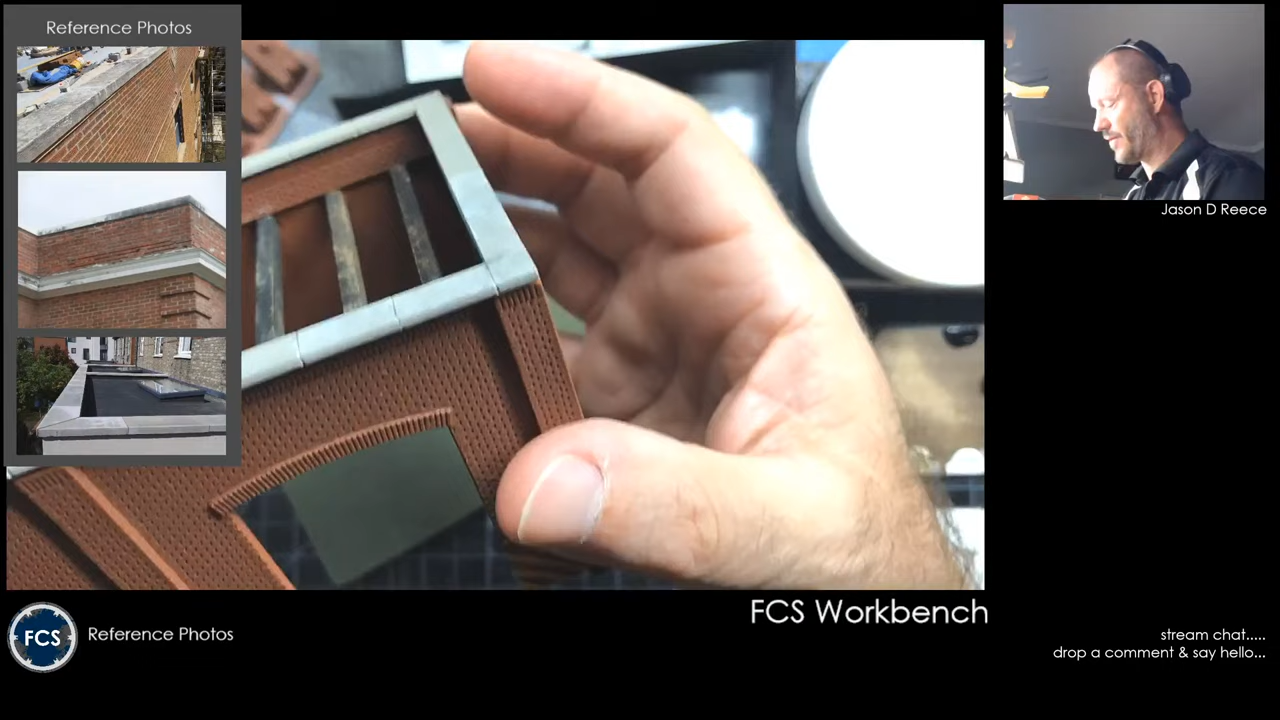 Reference Photos
Jason D Reece
FCS Workbench
FCS
Reference Photos
stream chat.....
drop a comment & say hello...